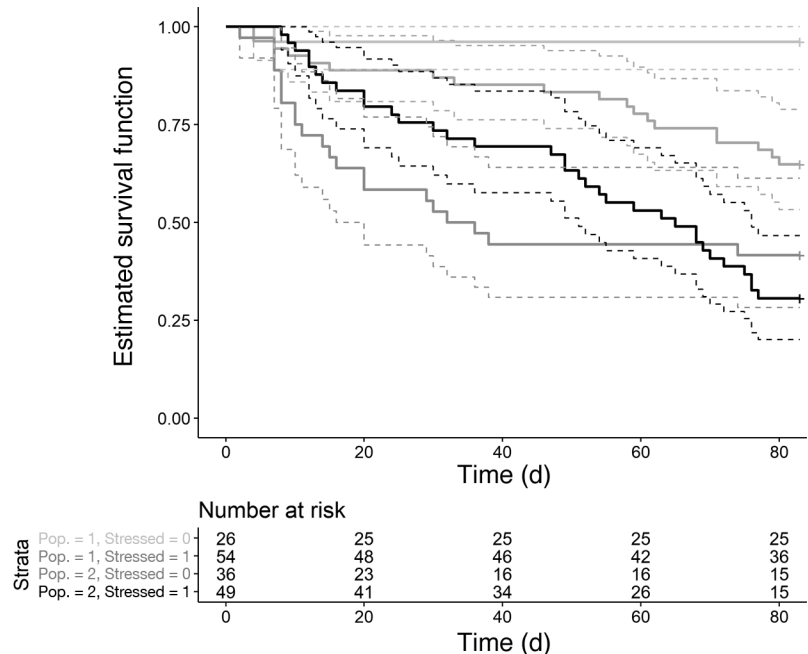 1.00
0.75
0.50
0.25
0.00
Estimated survival function
0 20 40 60 80
Time (d)
Number at risk
Strata
Pop. = 1, Stressed = 0 26 25 25 25 25
Pop. = 1, Stressed = 1 54 48 46 42 36
Pop. = 2, Stressed = 0 36 23 16 16 15
Pop. = 2, Stressed = 1 49 41 34 26 15
0 20 40 60 80
Time (d)